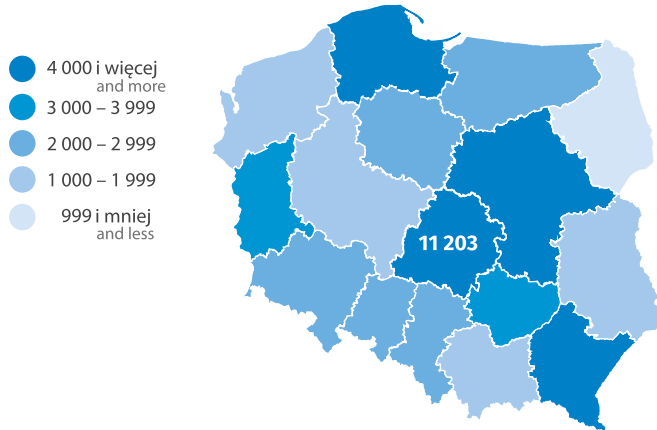 4 000 i więcej
and more
3 000 – 3 999
2 000 – 2 999
1 000 – 1 999
999 i mniej
and less
11 203